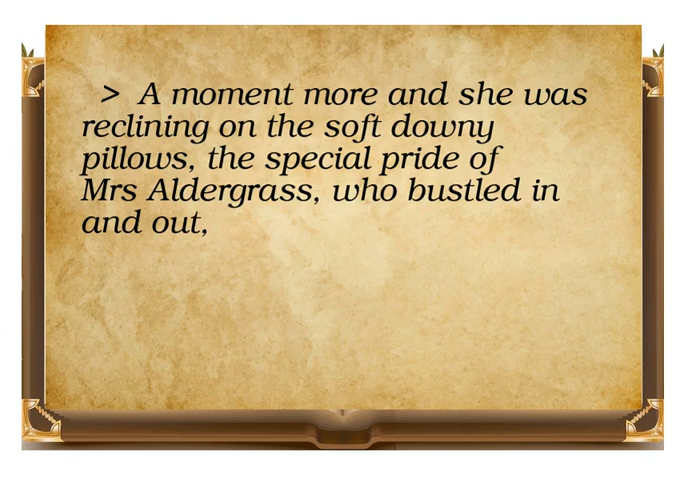 > A moment more and she was
reclining on the soft downy
pillows, the special pride of
Mrs Aldergrass, who bustled in
and out,